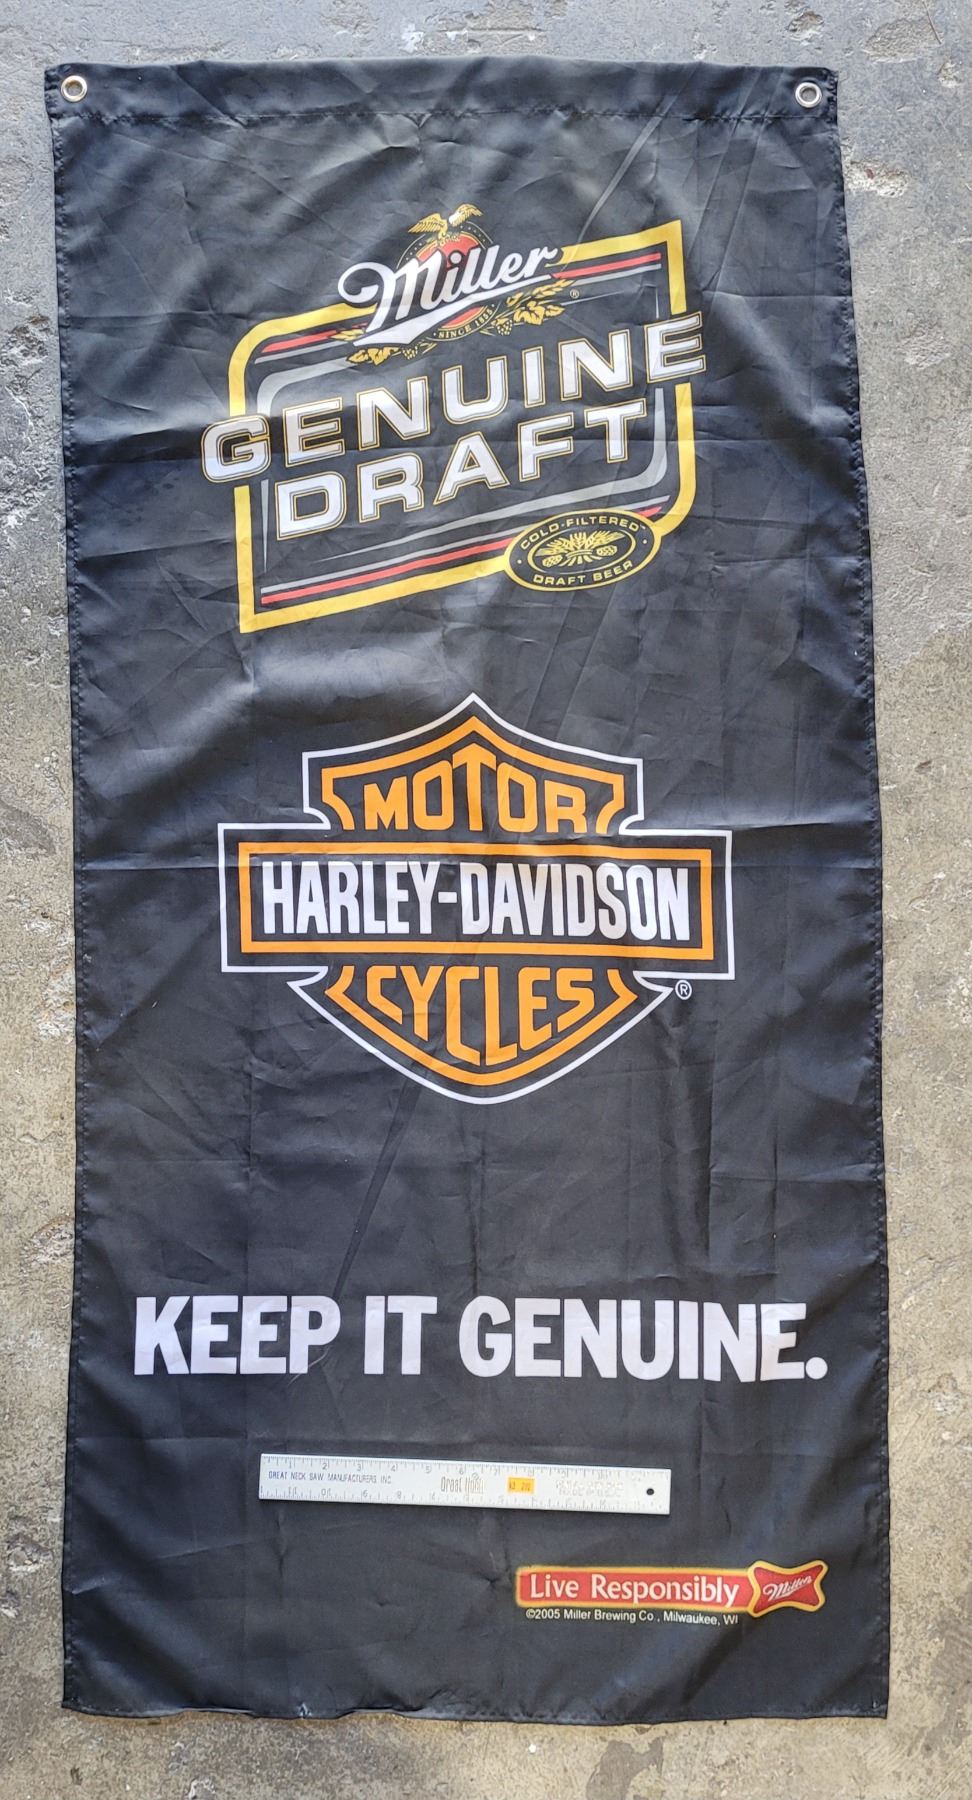 Miller
SINCE 1855
®
GENUINE
DRAFT
COLD-FILTERED™
DRAFT BEER
MOTOR
HARLEY-DAVIDSON
CYCLES
®
KEEP IT GENUINE.
GREAT NECK SAW MANUFACTURERS INC.
Live Responsibly Miller
©2005 Miller Brewing Co., Milwaukee, WI